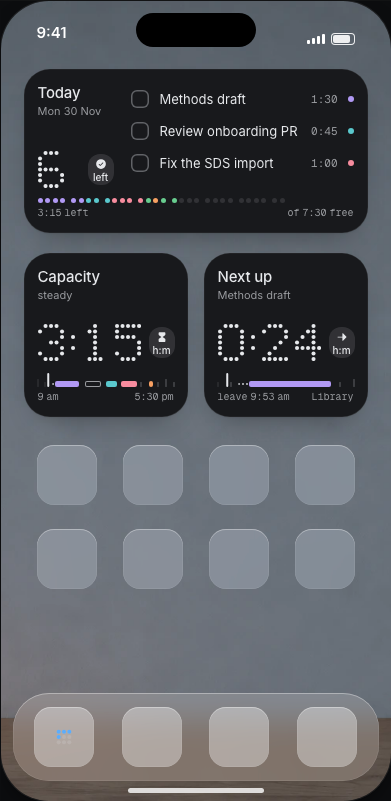 9:41
Today
Mon 30 Nov
Methods draft 1:30
Review onboarding PR 0:45
Fix the SDS import 1:00
6 left
3:15 left of 7:30 free
Capacity
steady
3:15 h:m
9 am 5:30 pm
Next up
Methods draft
0:24 h:m
leave 9:53 am Library